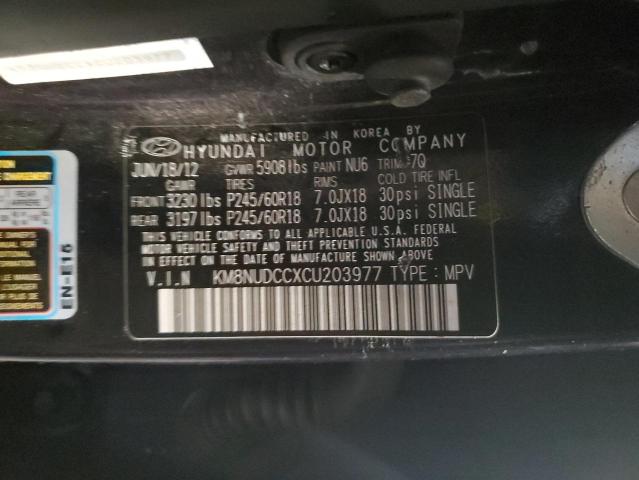 MANUFACTURED IN KOREA BY
HYUNDAI MOTOR COMPANY
JUN/18/12 GVWR 5908lbs PAINT NU6 TRIM 7Q
GAWR TIRES RIMS COLD TIRE INFL
FRONT 3230 lbs P245/60R18 7.0JX18 30psi SINGLE
REAR 3197 lbs P245/60R18 7.0JX18 30psi SINGLE
THIS VEHICLE CONFORMS TO ALL APPLICABLE U.S.A. FEDERAL
MOTOR VEHICLE SAFETY AND THEFT PREVENTION STANDARDS
IN EFFECT ON THE DATE OF MANUFACTURE SHOWN ABOVE
V.I.N KM8NUDCCXCU203977 TYPE : MPV
EN-E16